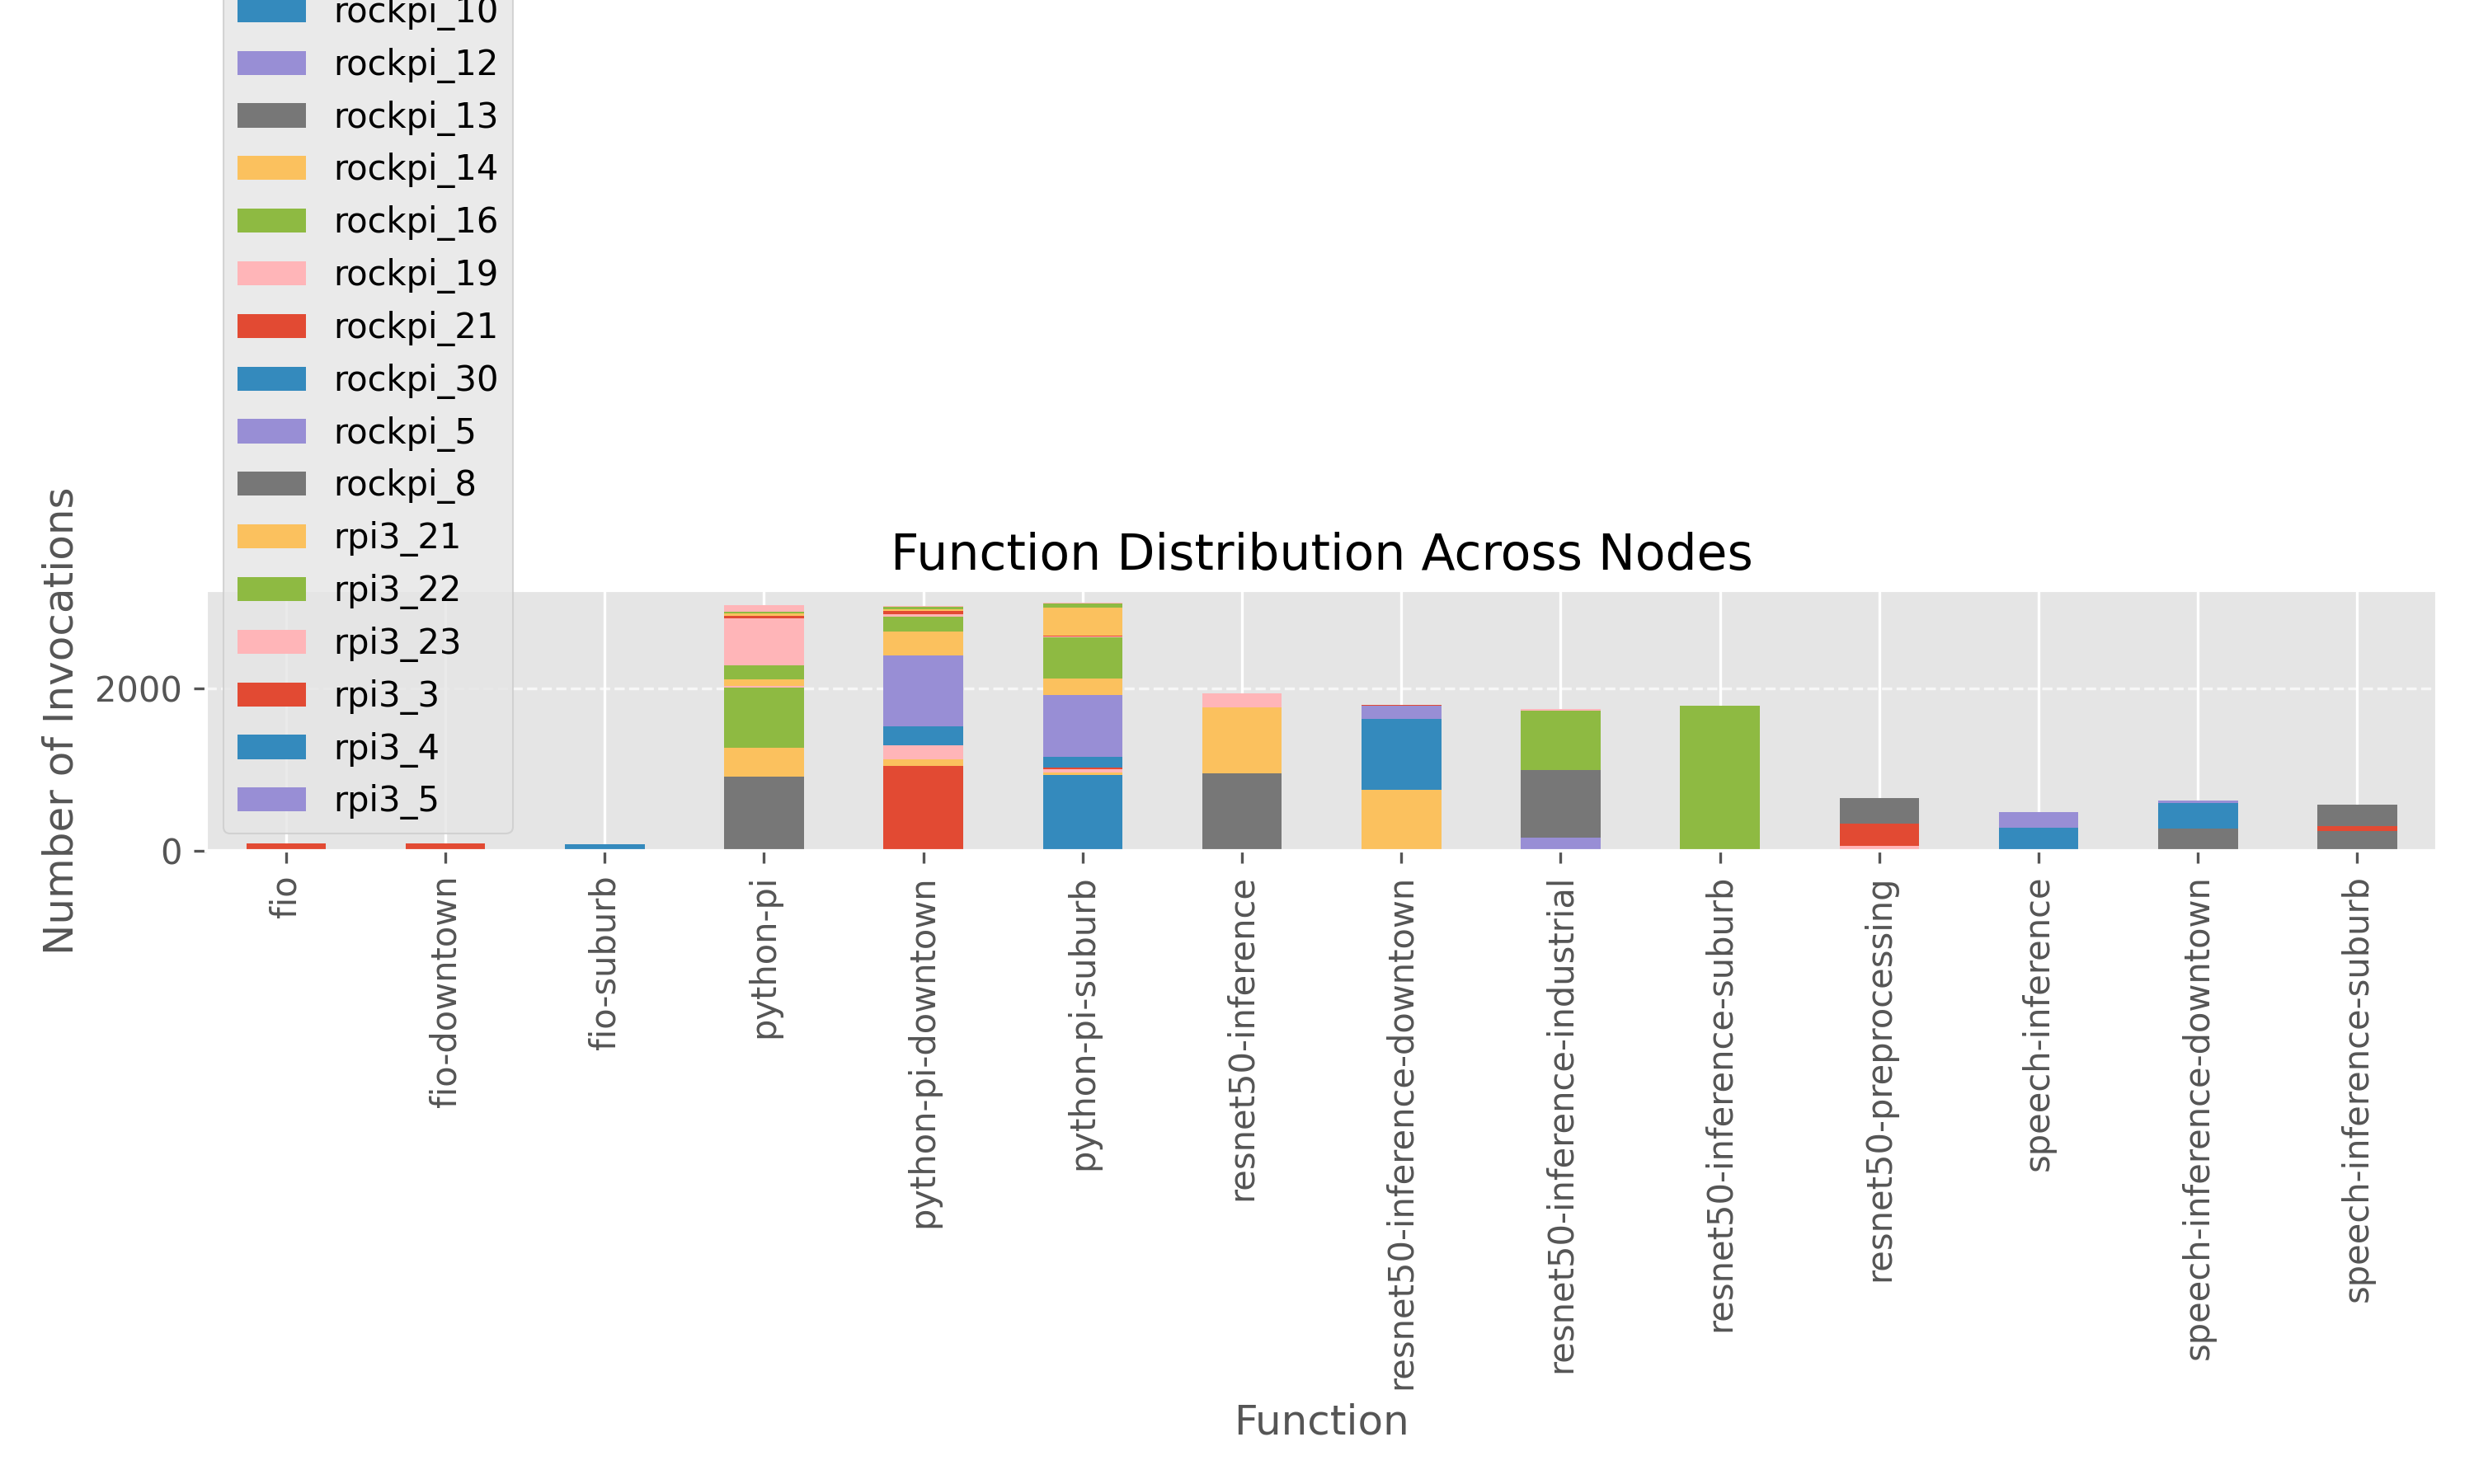 rockpi_10
rockpi_12
rockpi_13
rockpi_14
rockpi_16
rockpi_19
rockpi_21
rockpi_30
rockpi_5
rockpi_8
rpi3_21
rpi3_22
rpi3_23
rpi3_3
rpi3_4
rpi3_5
Function Distribution Across Nodes
Number of Invocations
2000
0
fio
fio-downtown
fio-suburb
python-pi
python-pi-downtown
python-pi-suburb
resnet50-inference
resnet50-inference-downtown
resnet50-inference-industrial
resnet50-inference-suburb
resnet50-preprocessing
speech-inference
speech-inference-downtown
speech-inference-suburb
Function